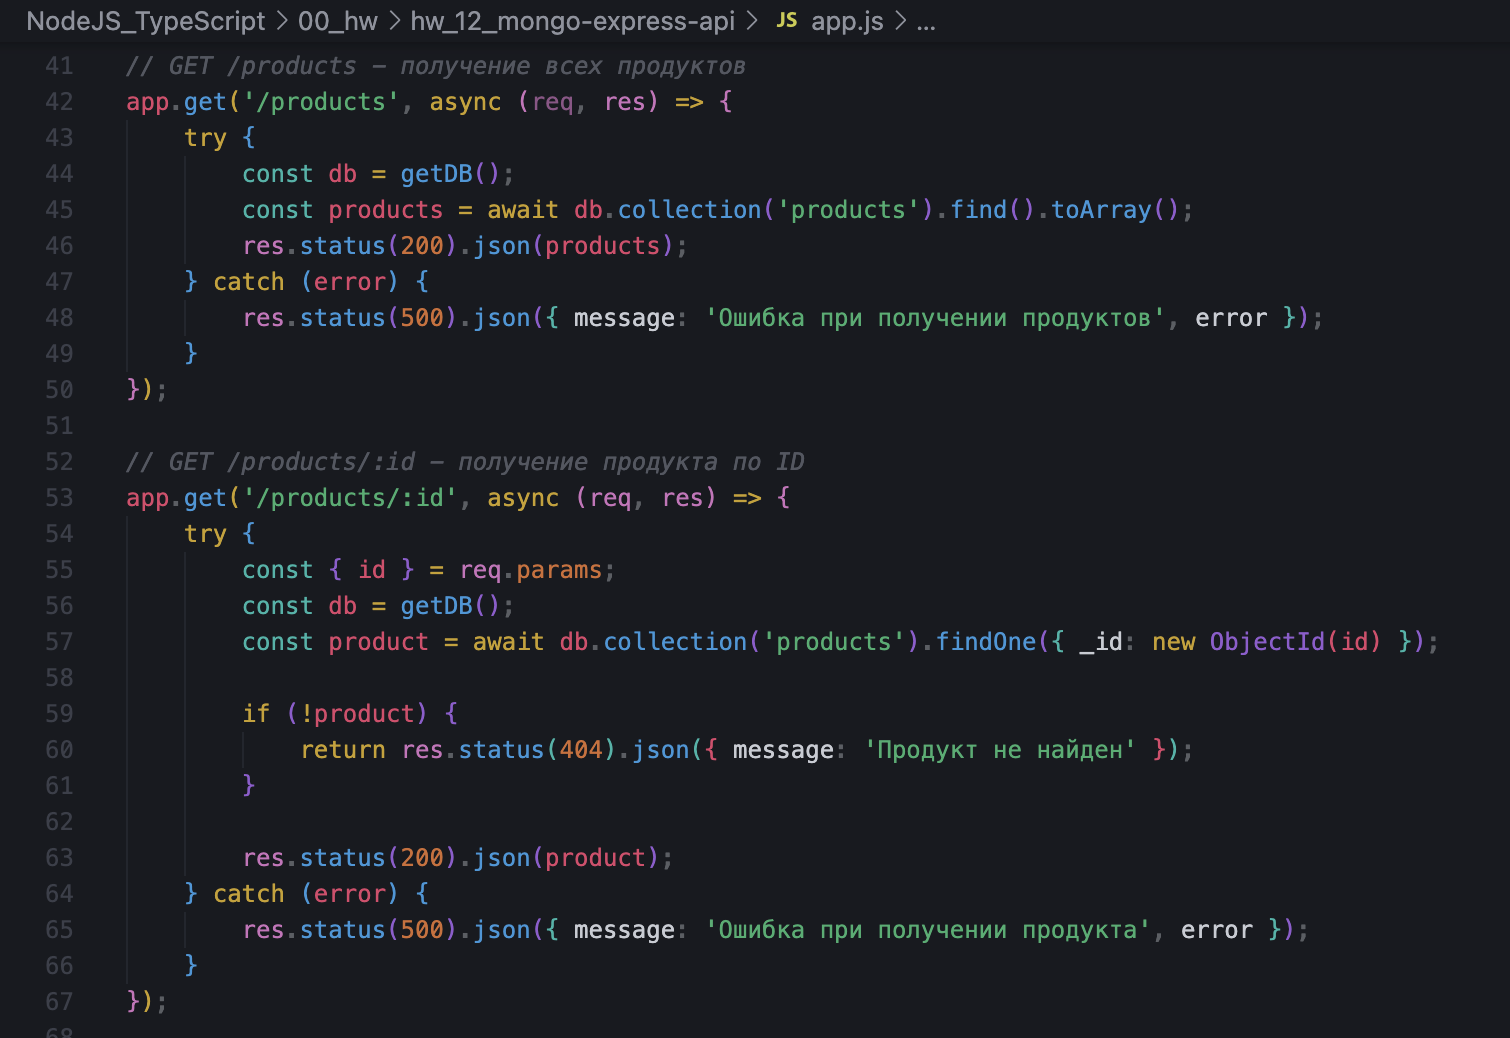 NodeJS_TypeScript > 00_hw > hw_12_mongo-express-api > JS app.js > ...
41 // GET /products – получение всех продуктов
42 app.get('/products', async (req, res) => {
43 try {
44 const db = getDB();
45 const products = await db.collection('products').find().toArray();
46 res.status(200).json(products);
47 } catch (error) {
48 res.status(500).json({ message: 'Ошибка при получении продуктов', error });
49 }
50 });
51
52 // GET /products/:id – получение продукта по ID
53 app.get('/products/:id', async (req, res) => {
54 try {
55 const { id } = req.params;
56 const db = getDB();
57 const product = await db.collection('products').findOne({ _id: new ObjectId(id) });
58
59 if (!product) {
60 return res.status(404).json({ message: 'Продукт не найден' });
61 }
62
63 res.status(200).json(product);
64 } catch (error) {
65 res.status(500).json({ message: 'Ошибка при получении продукта', error });
66 }
67 });
68